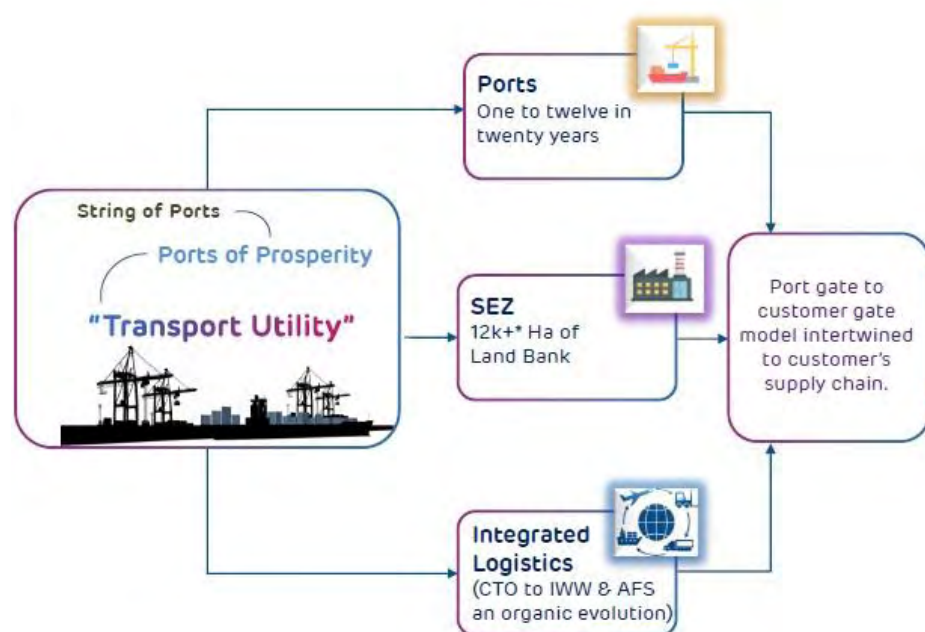 String of Ports
Ports of Prosperity
"Transport Utility"
Ports
One to twelve in
twenty years
SEZ
12k+* Ha of
Land Bank
Integrated
Logistics
(CTO to IWW & AFS
an organic evolution)
Port gate to
customer gate
model intertwined
to customer's
supply chain.